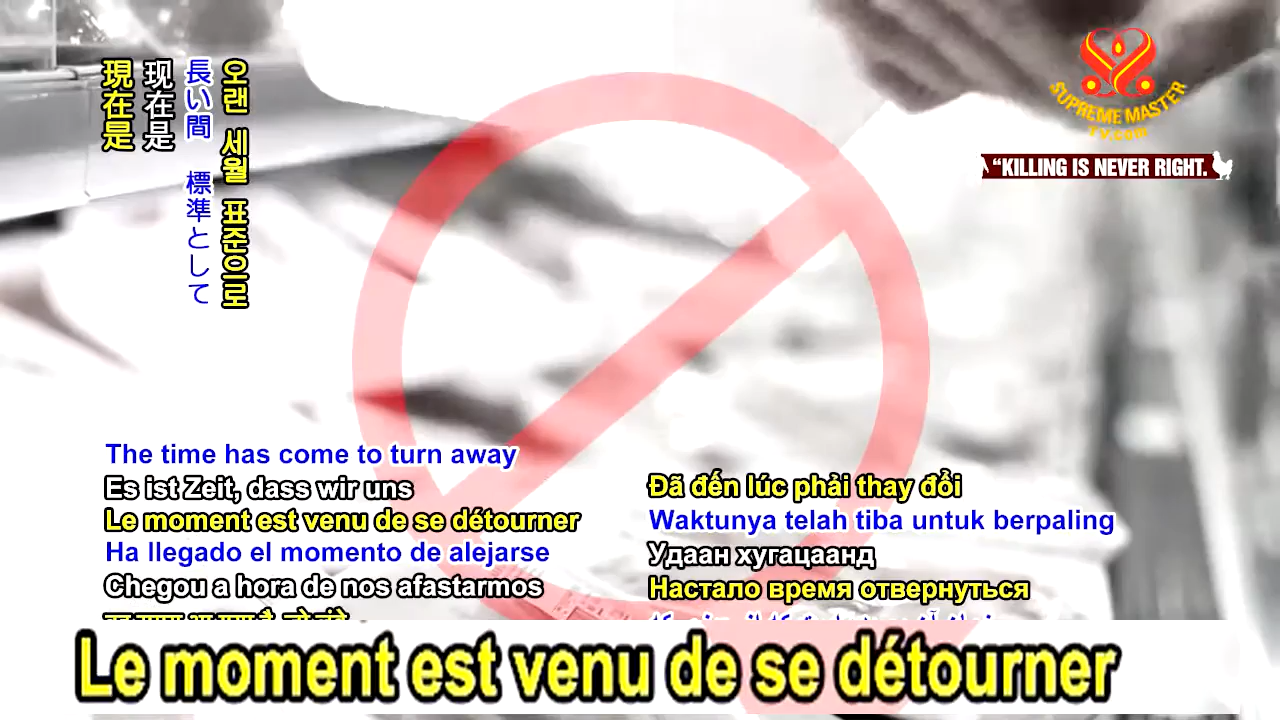 現在是
现在是
長い間 標準として
오랜 세월 표준으로
SUPREME MASTER
TV.com
“KILLING IS NEVER RIGHT.
The time has come to turn away
Es ist Zeit, dass wir uns
Le moment est venu de se détourner
Ha llegado el momento de alejarse
Chegou a hora de nos afastarmos
Đã đến lúc phải thay đổi
Waktunya telah tiba untuk berpaling
Удаан хугацаанд
Настало время отвернуться
Le moment est venu de se détourner